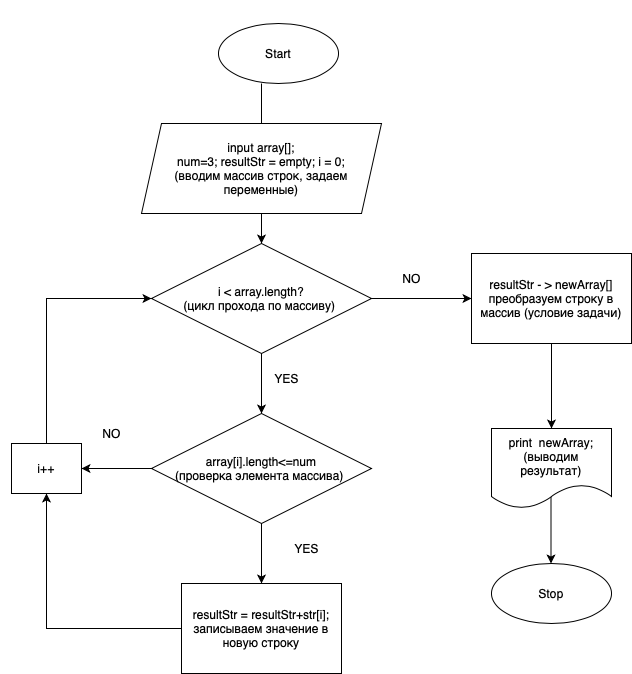 Start
input array[];
num=3; resultStr = empty; i = 0;
(вводим массив строк, задаем
переменные)
i < array.length?
(цикл прохода по массиву)
NO
resultStr - > newArray[]
преобразуем строку в
массив (условие задачи)
YES
NO
array[i].length<=num
(проверка элемента массива)
i++
print newArray;
(выводим
результат)
YES
Stop
resultStr = resultStr+str[i];
записываем значение в
новую строку